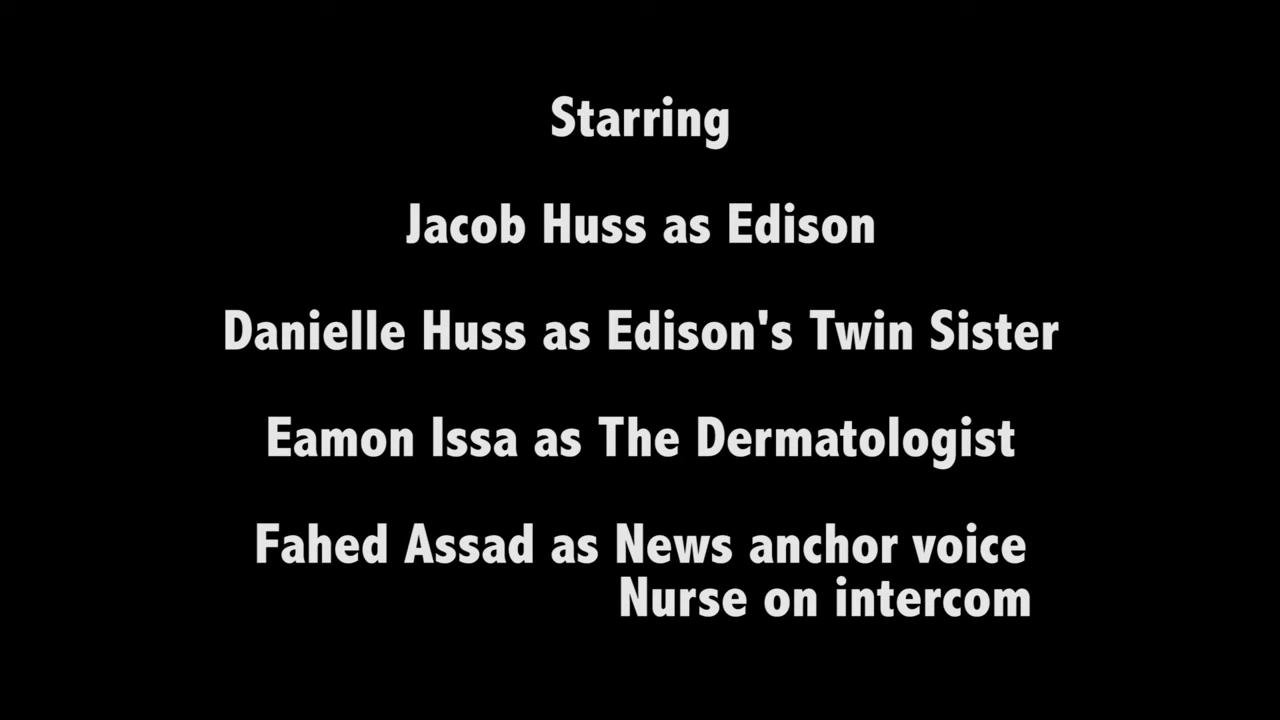 Starring
Jacob Huss as Edison
Danielle Huss as Edison's Twin Sister
Eamon Issa as The Dermatologist
Fahed Assad as News anchor voice
Nurse on intercom